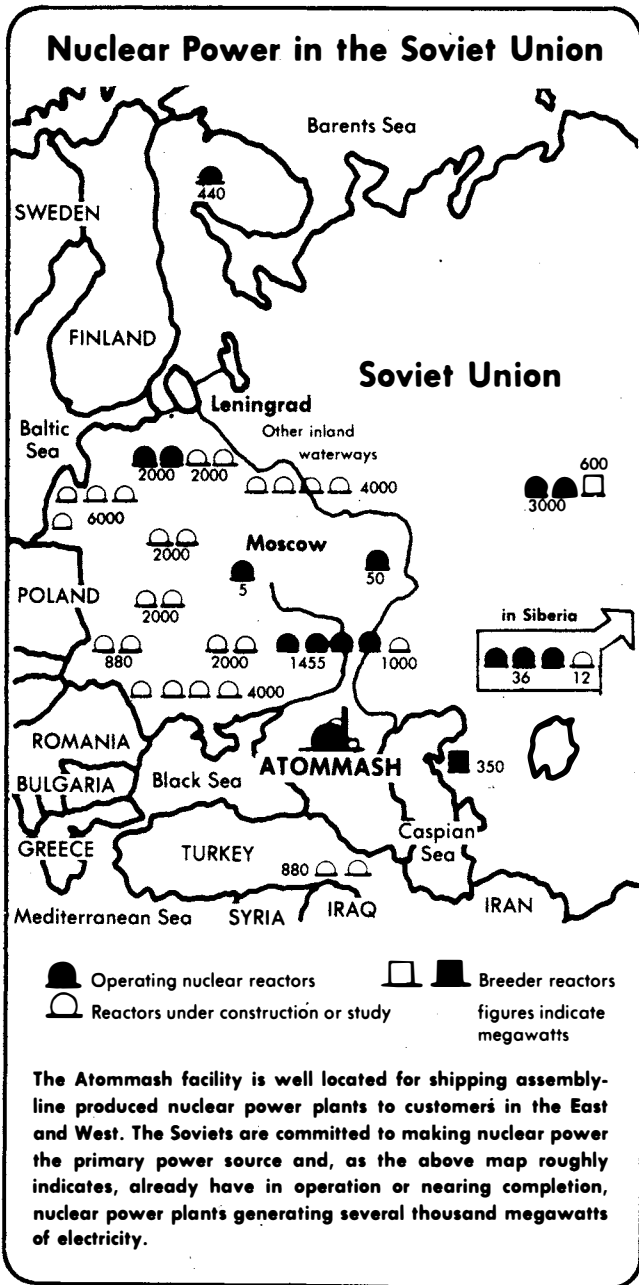 Nuclear Power in the Soviet Union
Barents Sea
440
SWEDEN
FINLAND
Soviet Union
Leningrad
Baltic
Sea
Other inland
waterways
2000 2000
600
3000
4000
6000
2000
Moscow
5
50
POLAND
2000
in Siberia
880
2000
1455
1000
36
12
4000
ROMANIA
ATOMMASH
350
BULGARIA
Black Sea
Caspian
Sea
GREECE
TURKEY
880
Mediterranean Sea
SYRIA
IRAQ
IRAN
Operating nuclear reactors
Breeder reactors
Reactors under construction or study
figures indicate
megawatts
The Atommash facility is well located for shipping assembly-
line produced nuclear power plants to customers in the East
and West. The Soviets are committed to making nuclear power
the primary power source and, as the above map roughly
indicates, already have in operation or nearing completion,
nuclear power plants generating several thousand megawatts
of electricity.